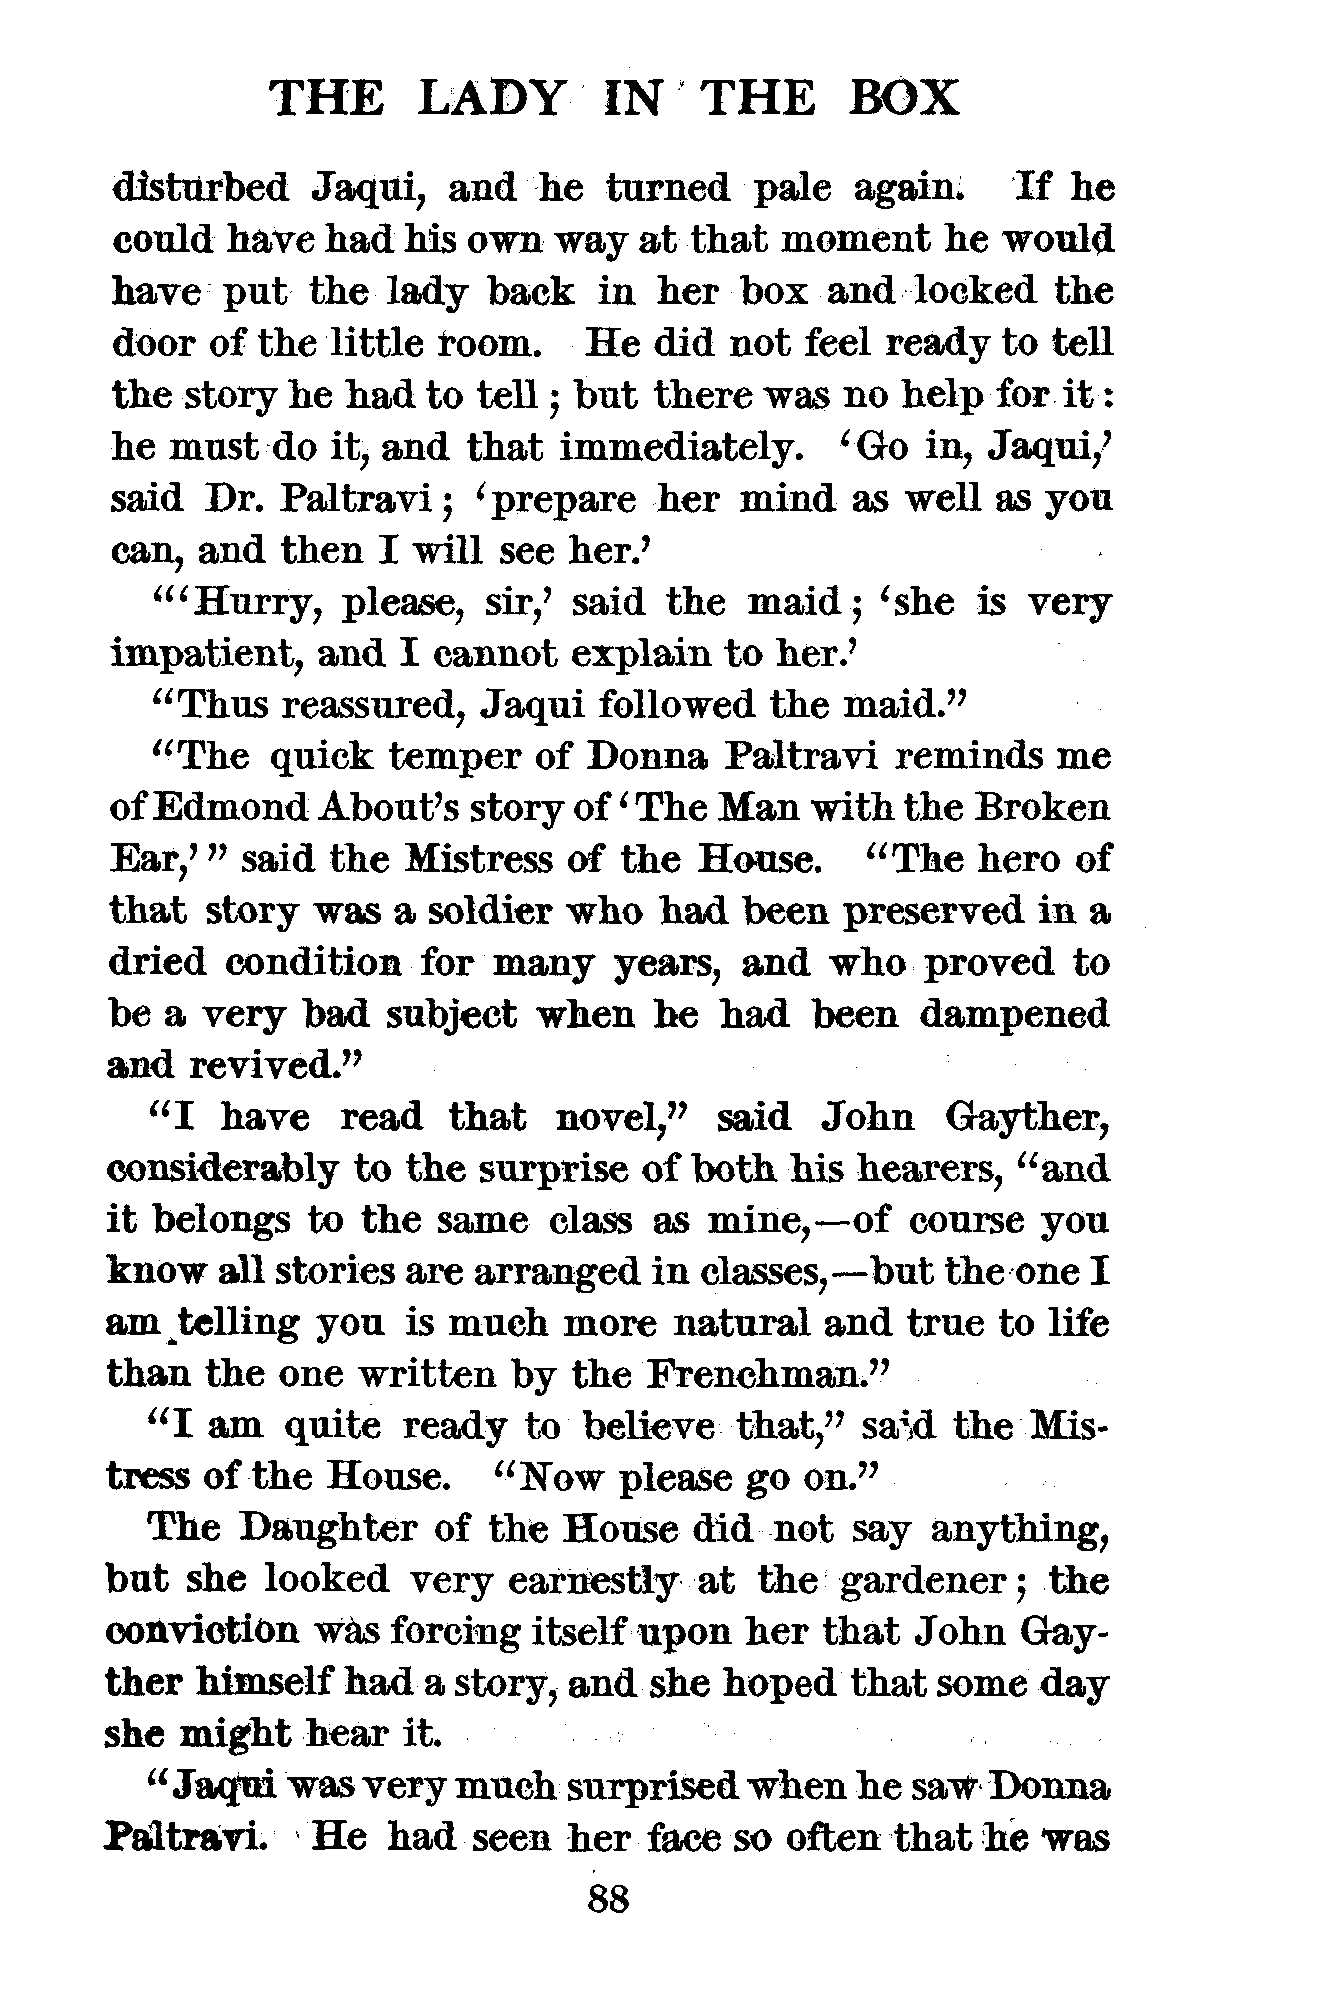 THE LADY IN THE BOX
disturbed Jaqui, and he turned pale again. If he
could have had his own way at that moment he would
have put the lady back in her box and locked the
door of the little room. He did not feel ready to tell
the story he had to tell; but there was no help for it:
he must do it, and that immediately. ‘Go in, Jaqui,’
said Dr. Paltravi; ‘prepare her mind as well as you
can, and then I will see her.’
“‘Hurry, please, sir,’ said the maid; ‘she is very
impatient, and I cannot explain to her.’
“Thus reassured, Jaqui followed the maid.”
“The quick temper of Donna Paltravi reminds me
of Edmond About’s story of ‘The Man with the Broken
Ear,’” said the Mistress of the House. “The hero of
that story was a soldier who had been preserved in a
dried condition for many years, and who proved to
be a very bad subject when he had been dampened
and revived.”
“I have read that novel,” said John Gayther,
considerably to the surprise of both his hearers, “and
it belongs to the same class as mine,—of course you
know all stories are arranged in classes,—but the one I
am telling you is much more natural and true to life
than the one written by the Frenchman.”
“I am quite ready to believe that,” said the Mis-
tress of the House. “Now please go on.”
The Daughter of the House did not say anything,
but she looked very earnestly at the gardener; the
conviction was forcing itself upon her that John Gay-
ther himself had a story, and she hoped that some day
she might hear it.
“Jaqui was very much surprised when he saw Donna
Paltravi. He had seen her face so often that he was
88